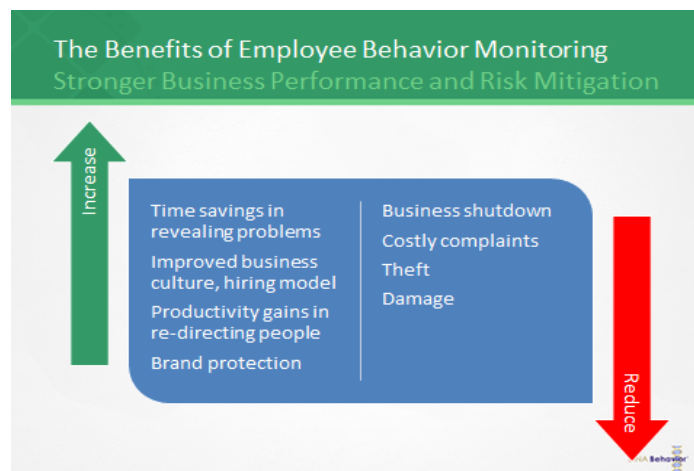 The Benefits of Employee Behavior Monitoring
Stronger Business Performance and Risk Mitigation
Increase
Time savings in
revealing problems
Improved business
culture, hiring model
Productivity gains in
re-directing people
Brand protection
Business shutdown
Costly complaints
Theft
Damage
Reduce
Behavior